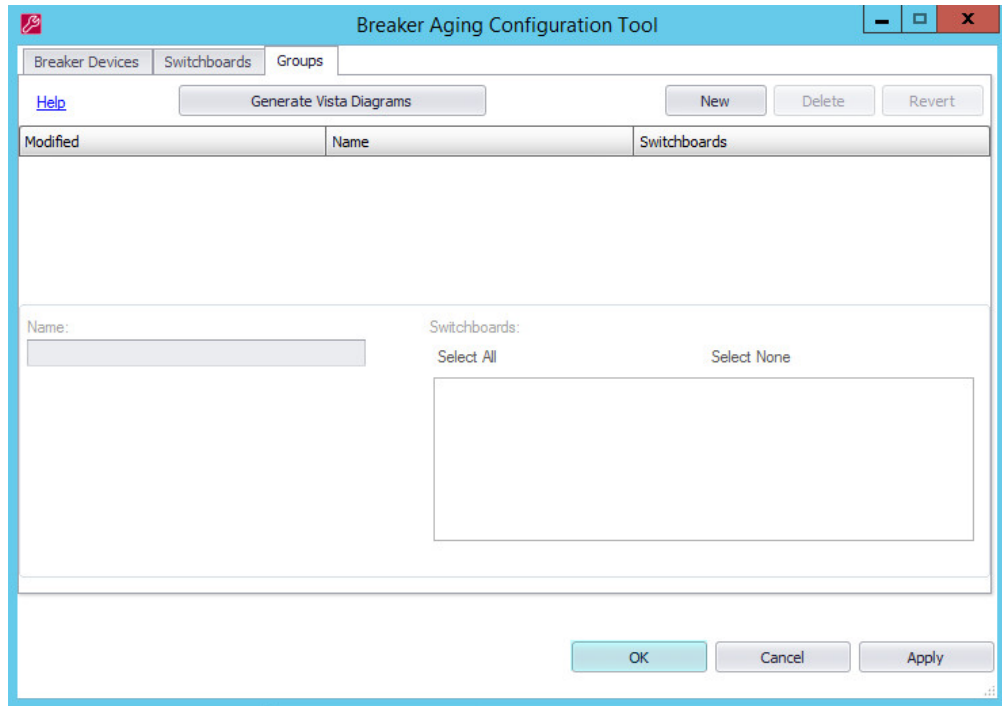 Breaker Aging Configuration Tool
Breaker Devices Switchboards Groups
Help Generate Vista Diagrams New Delete Revert
Modified Name Switchboards
Name: Switchboards:
Select All Select None
OK Cancel Apply